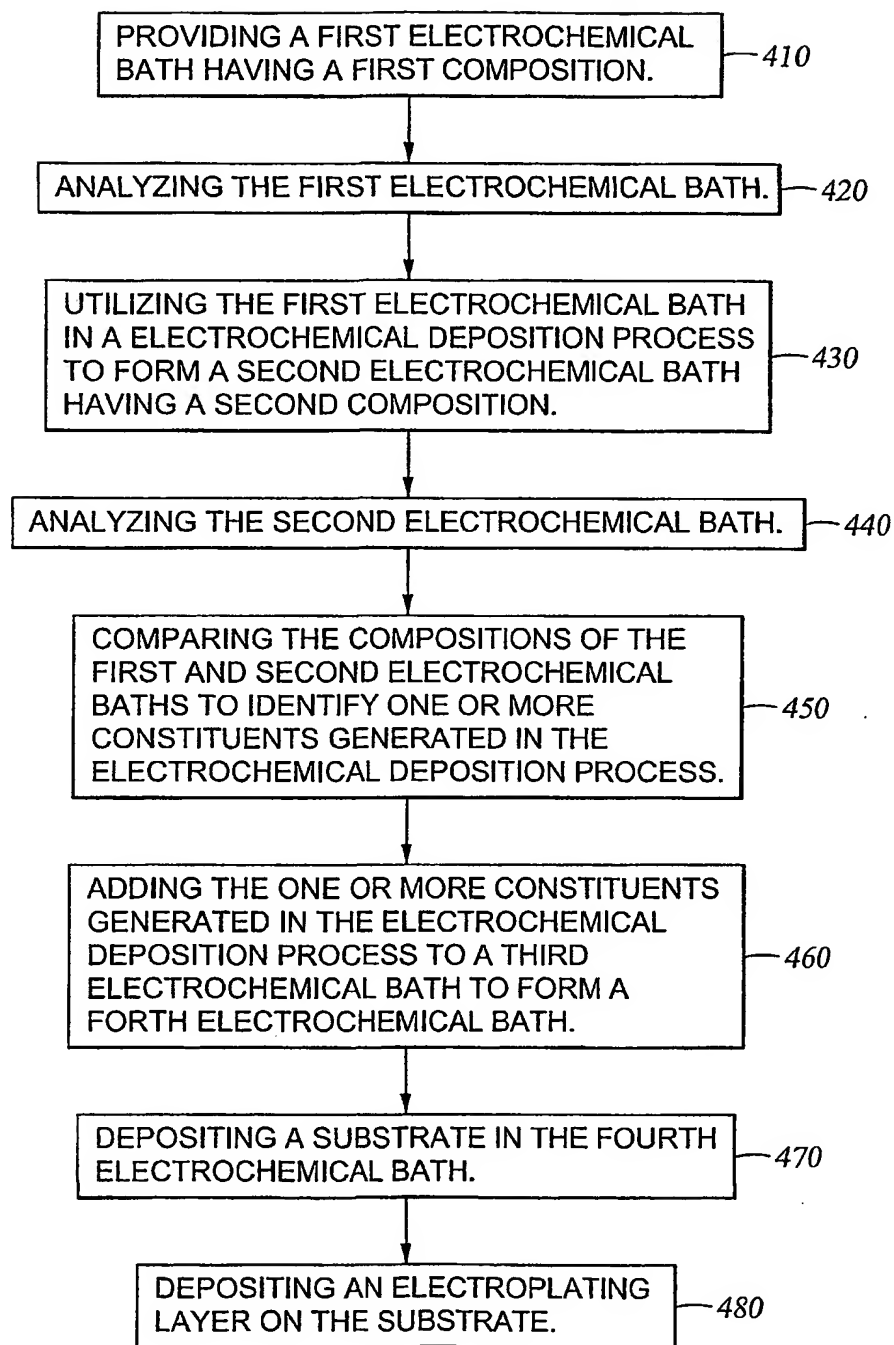 PROVIDING A FIRST ELECTROCHEMICAL
BATH HAVING A FIRST COMPOSITION.
410
ANALYZING THE FIRST ELECTROCHEMICAL BATH.
420
UTILIZING THE FIRST ELECTROCHEMICAL BATH
IN A ELECTROCHEMICAL DEPOSITION PROCESS
TO FORM A SECOND ELECTROCHEMICAL BATH
HAVING A SECOND COMPOSITION.
430
ANALYZING THE SECOND ELECTROCHEMICAL BATH.
440
COMPARING THE COMPOSITIONS OF THE
FIRST AND SECOND ELECTROCHEMICAL
BATHS TO IDENTIFY ONE OR MORE
CONSTITUENTS GENERATED IN THE
ELECTROCHEMICAL DEPOSITION PROCESS.
450
ADDING THE ONE OR MORE CONSTITUENTS
GENERATED IN THE ELECTROCHEMICAL
DEPOSITION PROCESS TO A THIRD
ELECTROCHEMICAL BATH TO FORM A
FORTH ELECTROCHEMICAL BATH.
460
DEPOSITING A SUBSTRATE IN THE FOURTH
ELECTROCHEMICAL BATH.
470
DEPOSITING AN ELECTROPLATING
LAYER ON THE SUBSTRATE.
480